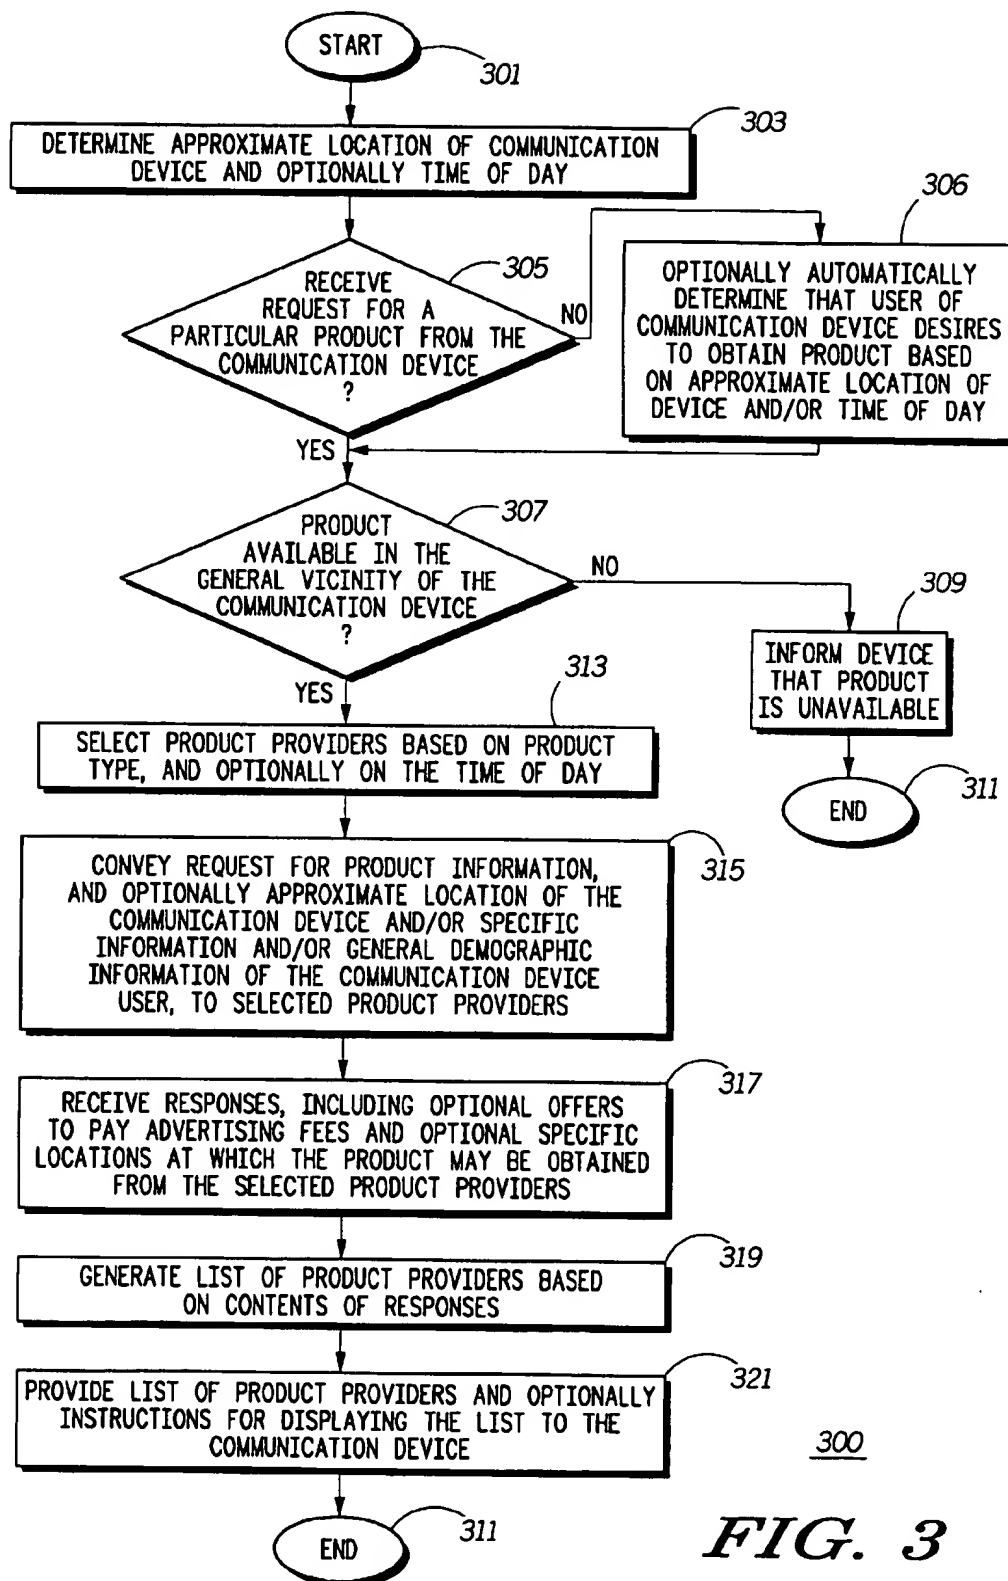 START
301
303
DETERMINE APPROXIMATE LOCATION OF COMMUNICATION
DEVICE AND OPTIONALLY TIME OF DAY
306
305
RECEIVE
REQUEST FOR A
PARTICULAR PRODUCT FROM THE
COMMUNICATION DEVICE
?
NO
OPTIONALLY AUTOMATICALLY
DETERMINE THAT USER OF
COMMUNICATION DEVICE DESIRES
TO OBTAIN PRODUCT BASED
ON APPROXIMATE LOCATION OF
DEVICE AND/OR TIME OF DAY
YES
307
PRODUCT
AVAILABLE IN THE
GENERAL VICINITY OF THE
COMMUNICATION DEVICE
?
NO
309
INFORM DEVICE
THAT PRODUCT
IS UNAVAILABLE
YES
313
SELECT PRODUCT PROVIDERS BASED ON PRODUCT
TYPE, AND OPTIONALLY ON THE TIME OF DAY
END
311
315
CONVEY REQUEST FOR PRODUCT INFORMATION,
AND OPTIONALLY APPROXIMATE LOCATION OF THE
COMMUNICATION DEVICE AND/OR SPECIFIC
INFORMATION AND/OR GENERAL DEMOGRAPHIC
INFORMATION OF THE COMMUNICATION DEVICE
USER, TO SELECTED PRODUCT PROVIDERS
317
RECEIVE RESPONSES, INCLUDING OPTIONAL OFFERS
TO PAY ADVERTISING FEES AND OPTIONAL SPECIFIC
LOCATIONS AT WHICH THE PRODUCT MAY BE OBTAINED
FROM THE SELECTED PRODUCT PROVIDERS
319
GENERATE LIST OF PRODUCT PROVIDERS BASED
ON CONTENTS OF RESPONSES
321
PROVIDE LIST OF PRODUCT PROVIDERS AND OPTIONALLY
INSTRUCTIONS FOR DISPLAYING THE LIST TO THE
COMMUNICATION DEVICE
300
END
311
FIG. 3